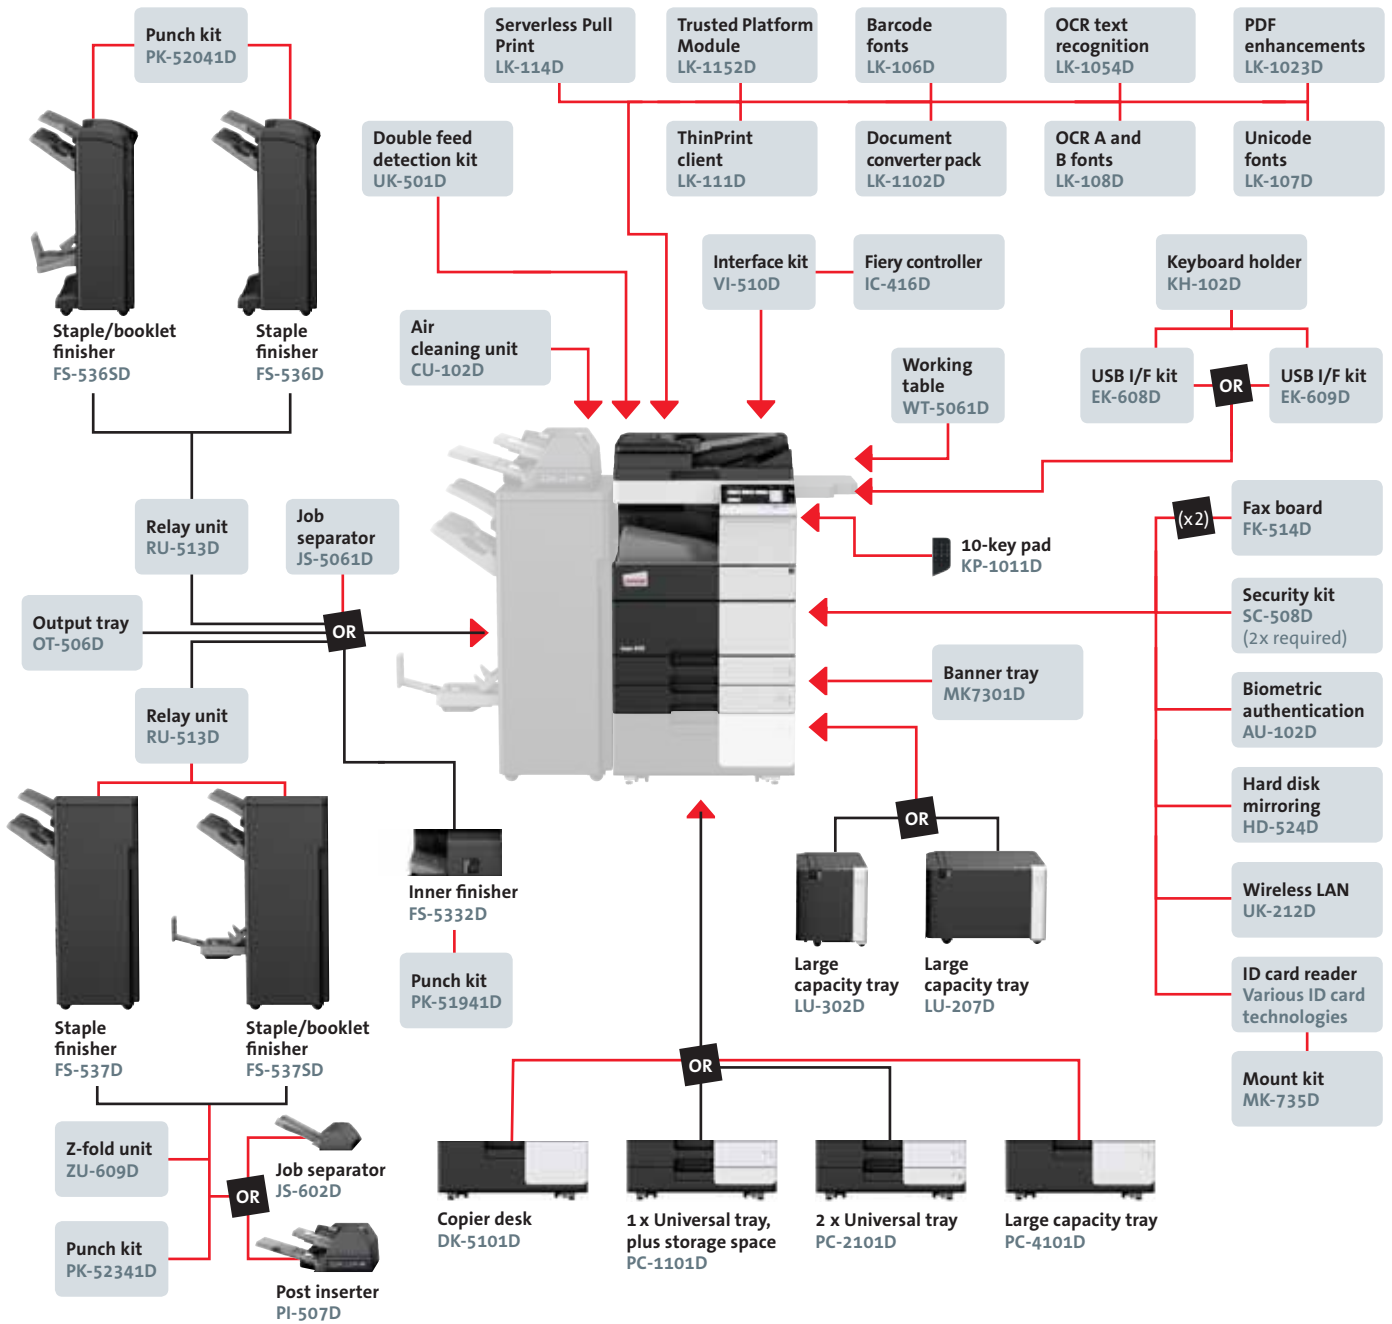 Punch kit
PK-52041D
Serverless Pull
Print
LK-114D
Trusted Platform
Module
LK-1152D
Barcode
fonts
LK-106D
OCR text
recognition
LK-1054D
PDF
enhancements
LK-1023D
Double feed
detection kit
UK-501D
ThinPrint
client
LK-111D
Document
converter pack
LK-1102D
OCR A and
B fonts
LK-108D
Unicode
fonts
LK-107D
Interface kit
VI-510D
Fiery controller
IC-416D
Keyboard holder
KH-102D
Staple/booklet
finisher
FS-536SD
Staple
finisher
FS-536D
Air
cleaning unit
CU-102D
Working
table
WT-5061D
USB I/F kit
EK-608D
OR
USB I/F kit
EK-609D
Relay unit
RU-513D
Job
separator
JS-5061D
(x2)
Fax board
FK-514D
10-key pad
KP-1011D
Output tray
OT-506D
OR
Security kit
SC-508D
(2x required)
Banner tray
MK7301D
Biometric
authentication
AU-102D
Relay unit
RU-513D
Hard disk
mirroring
HD-524D
OR
Inner finisher
FS-5332D
Wireless LAN
UK-212D
Punch kit
PK-51941D
Large
capacity tray
LU-302D
Large
capacity tray
LU-207D
ID card reader
Various ID card
technologies
Staple
finisher
FS-537D
Staple/booklet
finisher
FS-537SD
OR
Mount kit
MK-735D
Z-fold unit
ZU-609D
Job separator
JS-602D
OR
Punch kit
PK-52341D
Post inserter
PI-507D
Copier desk
DK-5101D
1 x Universal tray,
plus storage space
PC-1101D
2 x Universal tray
PC-2101D
Large capacity tray
PC-4101D